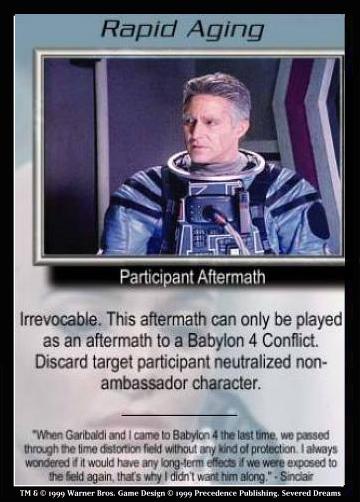 Rapid Aging
Participant Aftermath
Irrevocable. This aftermath can only be played
as an aftermath to a Babylon 4 Conflict.
Discard target participant neutralized non-
ambassador character.
"When Garibaldi and I came to Babylon 4 the last time, we passed
through the time distortion field without any kind of protection. I always
wondered if it would have any long-term effects if we were exposed to
the field again, that's why I didn't want him along." - Sinclair
TM & © 1999 Warner Bros. Game Design © 1999 Precedence Publishing. Severed Dreams